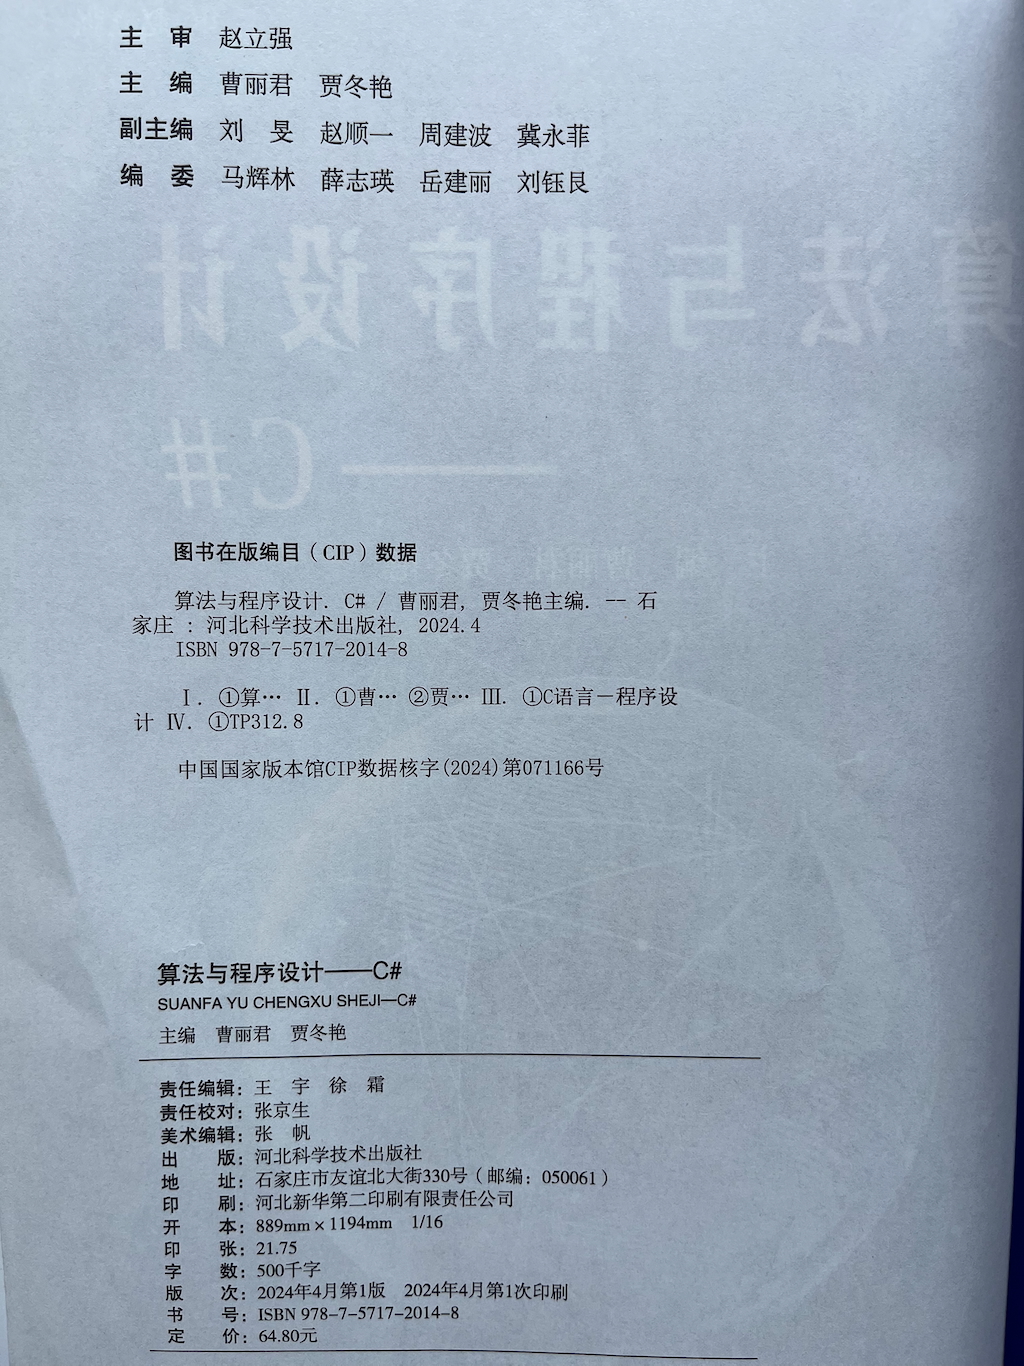 主　审　赵立强
主　编　曹丽君　贾冬艳
副主编　刘　旻　赵顺一　周建波　冀永菲
编　委　马辉林　薛志瑛　岳建丽　刘钰艮
算法与程序设计
——C#
图书在版编目（CIP）数据
算法与程序设计. C# / 曹丽君, 贾冬艳主编. -- 石
家庄 : 河北科学技术出版社, 2024.4
ISBN 978-7-5717-2014-8
Ⅰ. ①算… Ⅱ. ①曹… ②贾… Ⅲ. ①C语言－程序设
计 Ⅳ. ①TP312.8
中国国家版本馆CIP数据核字(2024)第071166号
算法与程序设计——C#
SUANFA YU CHENGXU SHEJI—C#
主编　曹丽君　贾冬艳
责任编辑：王　宇　徐　霜
责任校对：张京生
美术编辑：张　帆
出　　版：河北科学技术出版社
地　　址：石家庄市友谊北大街330号（邮编：050061）
印　　刷：河北新华第二印刷有限责任公司
开　　本：889mm×1194mm　1/16
印　　张：21.75
字　　数：500千字
版　　次：2024年4月第1版　2024年4月第1次印刷
书　　号：ISBN 978-7-5717-2014-8
定　　价：64.80元